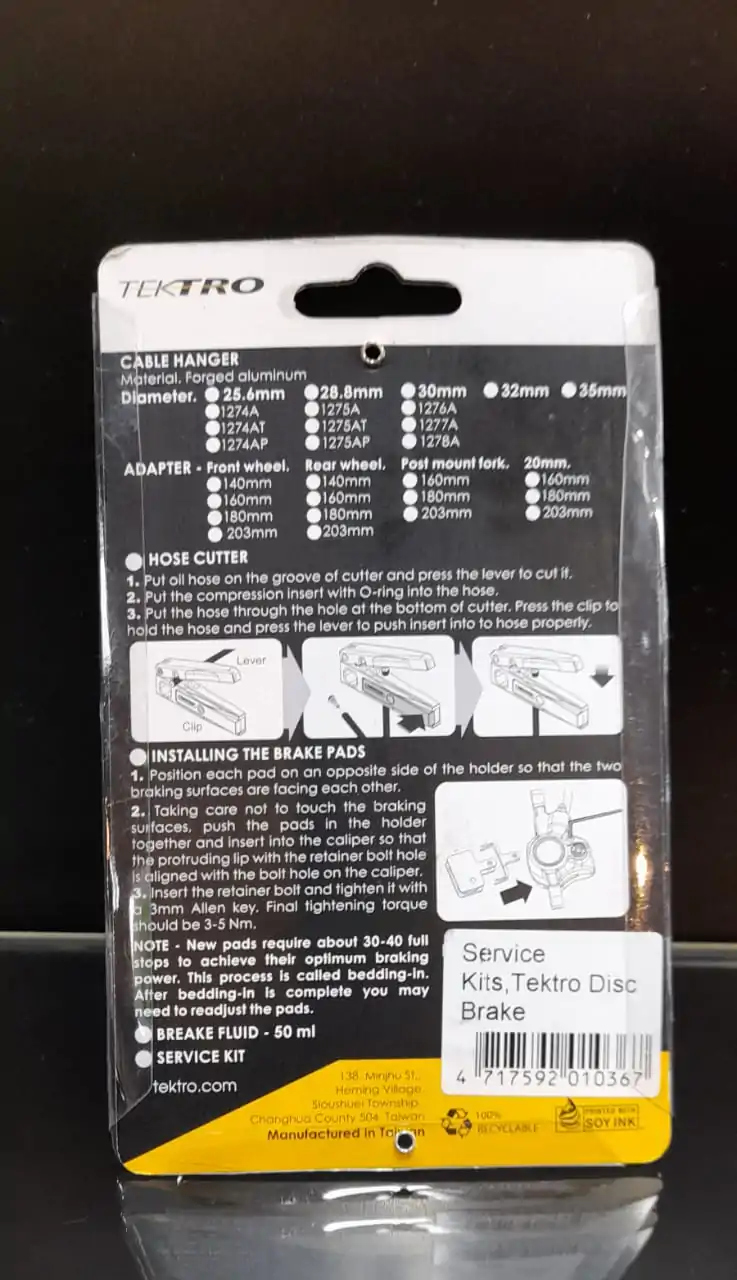 TEKTRO
CABLE HANGER
Material. Forged aluminum
Diameter. 25.6mm 28.8mm 30mm 32mm 35mm
1274A 1275A 1276A
1274AT 1275AT 1277A
1274AP 1275AP 1278A
ADAPTER - Front wheel. Rear wheel. Post mount fork. 20mm.
140mm 140mm 160mm 160mm
160mm 160mm 180mm 180mm
180mm 180mm 203mm 203mm
203mm 203mm
HOSE CUTTER
1. Put oil hose on the groove of cutter and press the lever to cut it.
2. Put the compression insert with O-ring into the hose.
3. Put the hose through the hole at the bottom of cutter. Press the clip to
hold the hose and press the lever to push insert into to hose properly.
Lever
Clip
INSTALLING THE BRAKE PADS
1. Position each pad on an opposite side of the holder so that the two
braking surfaces are facing each other.
2. Taking care not to touch the braking
surfaces, push the pads in the holder
together and insert into the caliper so that
the protruding lip with the retainer bolt hole
is aligned with the bolt hole on the caliper.
3. Insert the retainer bolt and tighten it with
a 3mm Allen key. Final tightening torque
should be 3-5 Nm.
NOTE - New pads require about 30-40 full
stops to achieve their optimum braking
power. This process is called bedding-in.
After bedding-in is complete you may
need to readjust the pads.
BREAKE FLUID - 50 ml
SERVICE KIT
tektro.com
Service
Kits,Tektro Disc
Brake
4 717592 010367
138. Minjhu St.,
Heming Village
Sioushuei Township
Changhua County 504 Taiwan
Manufactured in Taiwan
100%
RECYCLABLE
PRINTED WITH
SOY INK